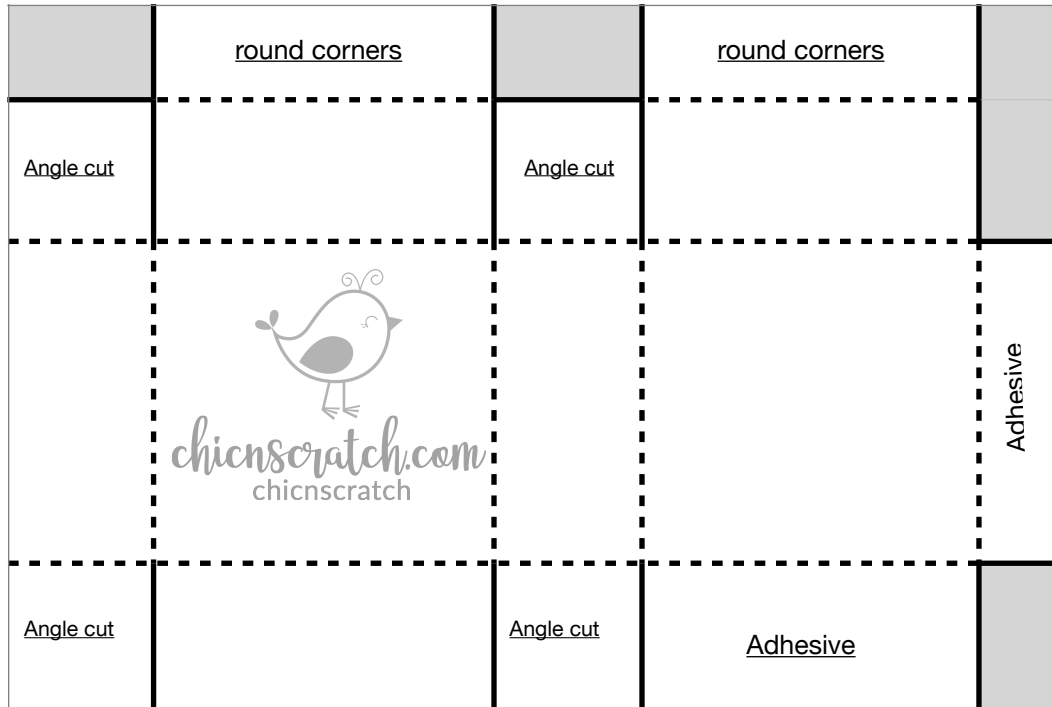 round corners
round corners
Angle cut
Angle cut
Adhesive
chicnscratch.com
chicnscratch
Angle cut
Angle cut
Adhesive